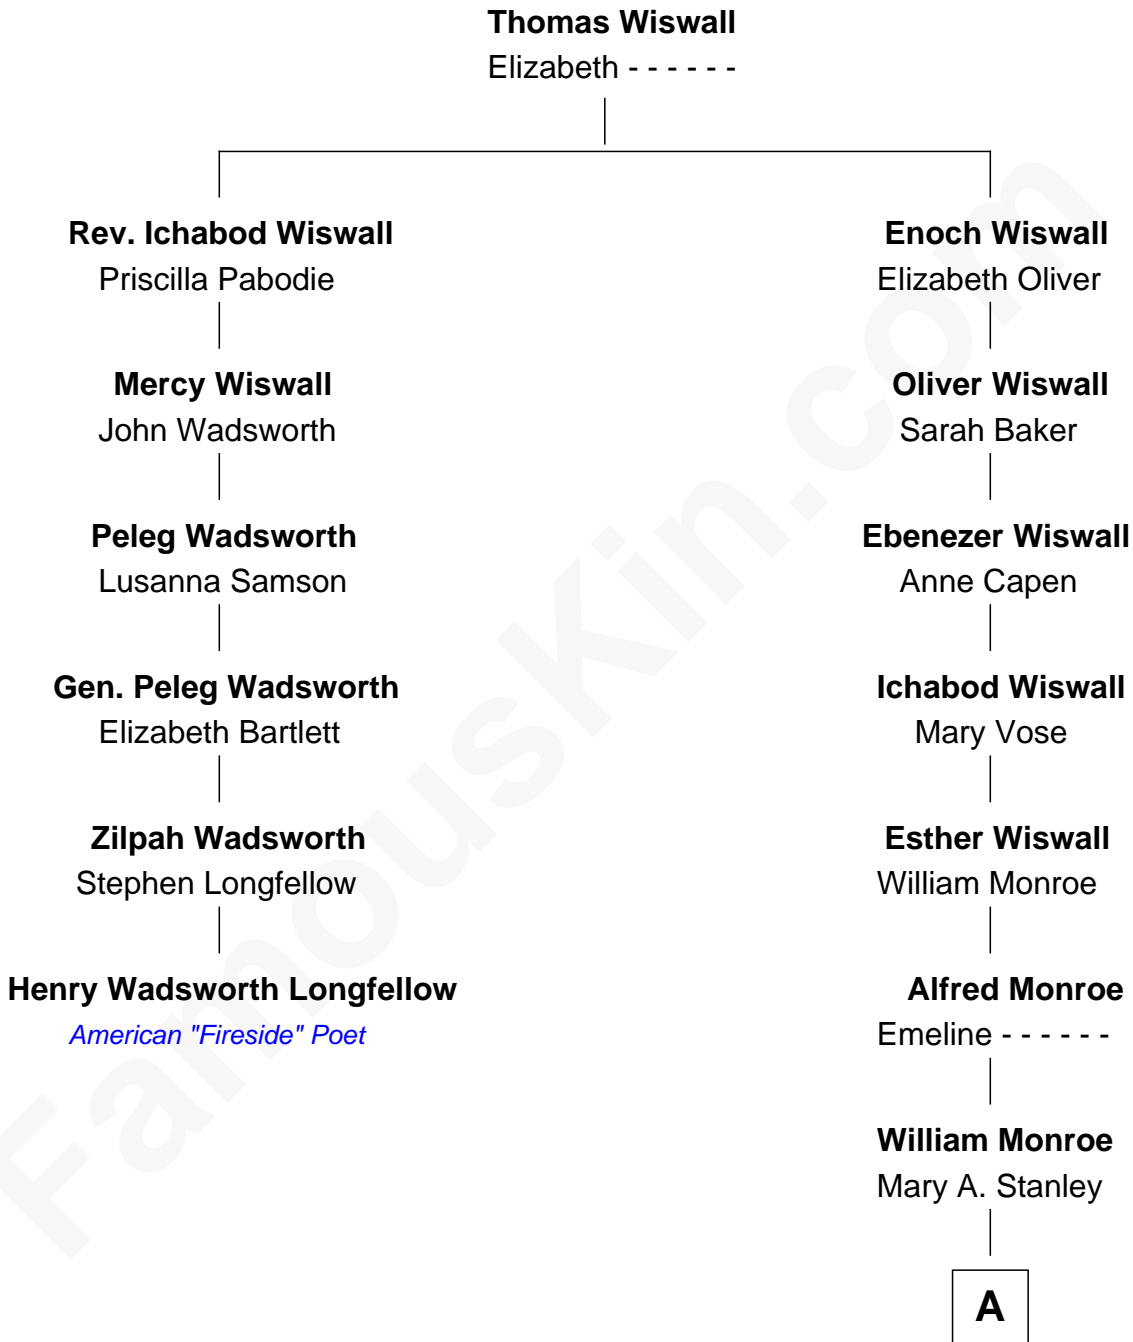 Thomas Wiswall
Elizabeth - - - - - -
Rev. Ichabod Wiswall
Priscilla Pabodie
Mercy Wiswall
John Wadsworth
Peleg Wadsworth
Lusanna Samson
Gen. Peleg Wadsworth
Elizabeth Bartlett
Zilpah Wadsworth
Stephen Longfellow
Henry Wadsworth Longfellow
American "Fireside" Poet
Enoch Wiswall
Elizabeth Oliver
Oliver Wiswall
Sarah Baker
Ebenezer Wiswall
Anne Capen
Ichabod Wiswall
Mary Vose
Esther Wiswall
William Monroe
Alfred Monroe
Emeline - - - - - -
William Monroe
Mary A. Stanley
A
FamousKin.com